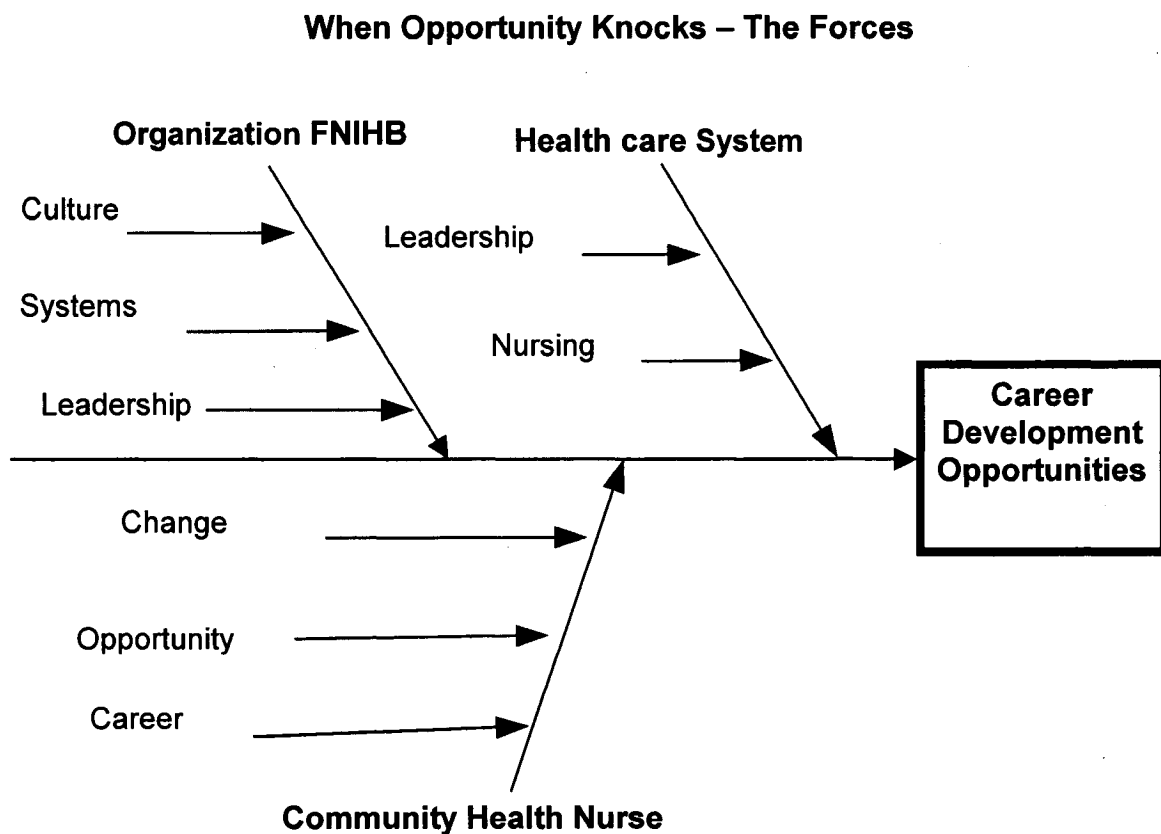 When Opportunity Knocks – The Forces
Organization FNIHB
Health care System
Culture
Leadership
Systems
Nursing
Leadership
Career
Development
Opportunities
Change
Opportunity
Career
Community Health Nurse